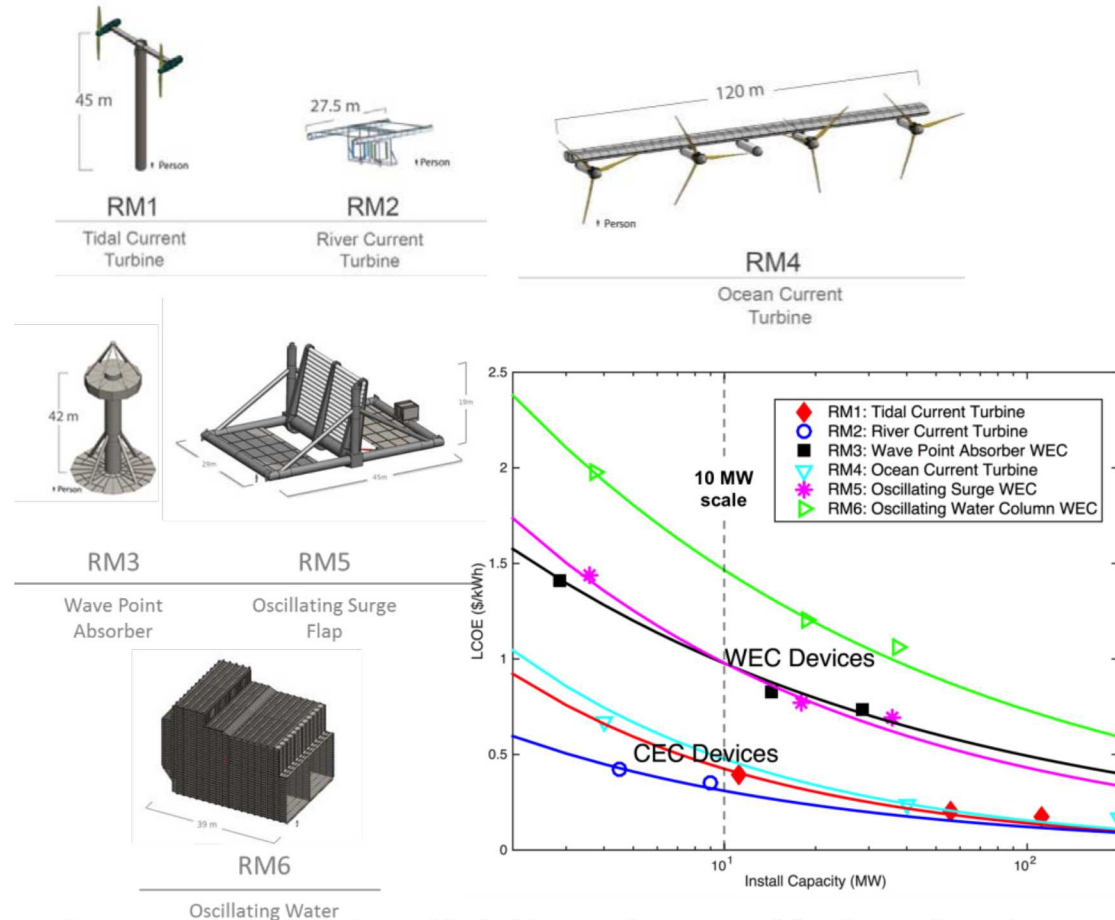 45 m
Person
RM1
Tidal Current
Turbine
27.5 m
Person
RM2
River Current
Turbine
120 m
Person
RM4
Ocean Current
Turbine
42 m
Person
RM3
Wave Point
Absorber
29m
45m
19m
RM5
Oscillating Surge
Flap
39 m
RM6
Oscillating Water
2.5
2
1.5
1
0.5
0
LCOE ($/kWh)
10 MW
scale
RM1: Tidal Current Turbine
RM2: River Current Turbine
RM3: Wave Point Absorber WEC
RM4: Ocean Current Turbine
RM5: Oscillating Surge WEC
RM6: Oscillating Water Column WEC
WEC Devices
CEC Devices
10¹
10²
Install Capacity (MW)